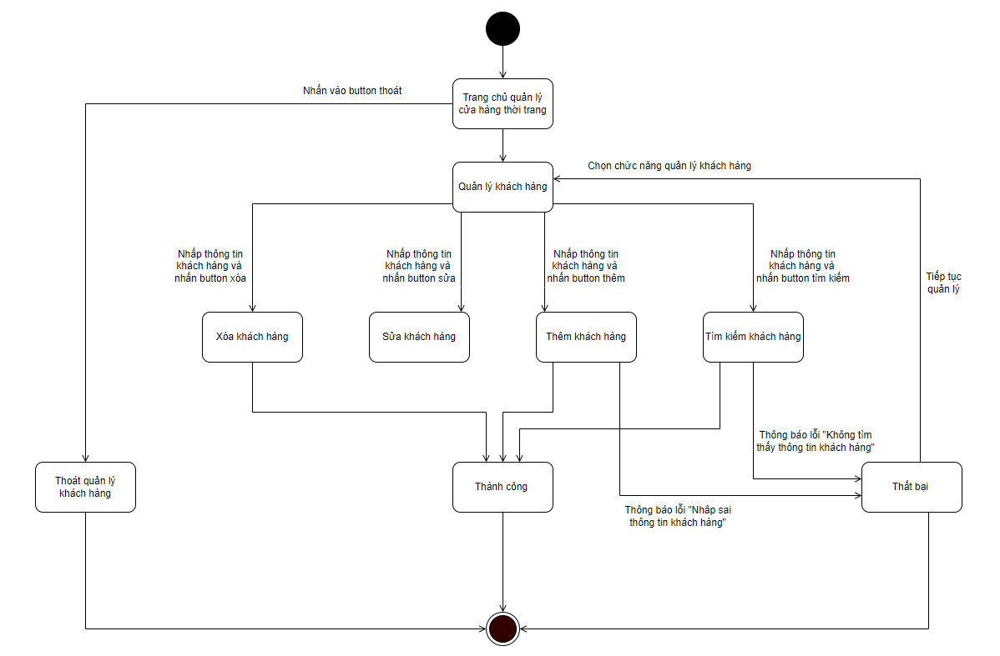 Nhấn vào button thoát
Trang chủ quản lý
cửa hàng thời trang
Chọn chức năng quản lý khách hàng
Quản lý khách hàng
Nhấp thông tin
khách hàng và
nhấn button xóa
Nhấp thông tin
khách hàng và
nhấn button sửa
Nhấp thông tin
khách hàng và
nhấn button thêm
Nhấp thông tin
khách hàng và
nhấn button tìm kiếm
Tiếp tục
quản lý
Xóa khách hàng
Sửa khách hàng
Thêm khách hàng
Tìm kiếm khách hàng
Thông báo lỗi "Không tìm
thấy thông tin khách hàng"
Thoát quản lý
khách hàng
Thành công
Thất bại
Thông báo lỗi "Nhâp sai
thông tin khách hàng"